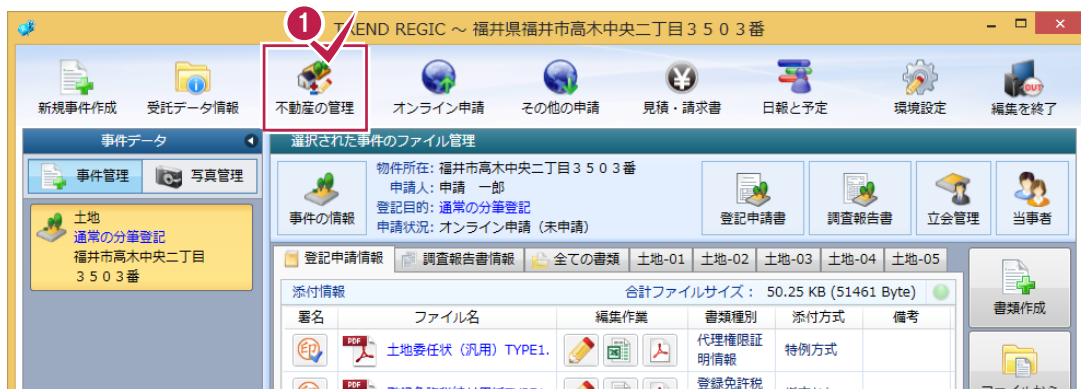 1
TREND REGIC ～ 福井県福井市高木中央二丁目３５０３番
新規事件作成
受託データ情報
不動産の管理
オンライン申請
その他の申請
見積・請求書
日報と予定
環境設定
OUT
編集を終了
事件データ
事件管理
写真管理
土地
通常の分筆登記
福井市高木中央二丁目
３５０３番
選択された事件のファイル管理
事件の情報
物件所在: 福井市高木中央二丁目３５０３番
申請人: 申請　一郎
登記目的: 通常の分筆登記
申請状況: オンライン申請（未申請）
登記申請書
調査報告書
立会管理
当事者
登記申請情報
調査報告書情報
全ての書類
土地-01
土地-02
土地-03
土地-04
土地-05
添付情報
合計ファイルサイズ： 50.25 KB (51461 Byte)
署名
ファイル名
編集作業
書類種別
添付方式
備考
PDF
土地委任状（汎用）TYPE1.
代理権限証
明情報
特例方式
PDF
登録免許税
書類作成
ファイルから